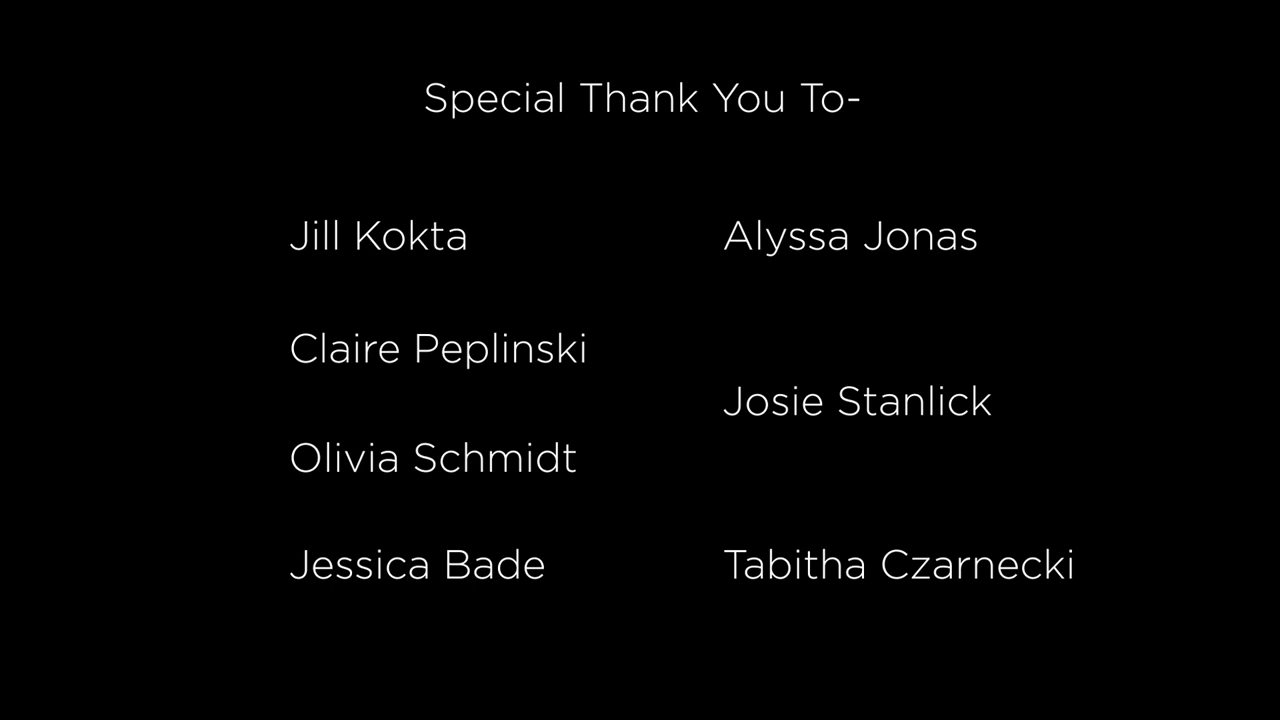 Special Thank You To-
Jill Kokta
Claire Peplinski
Olivia Schmidt
Jessica Bade
Alyssa Jonas
Josie Stanlick
Tabitha Czarnecki